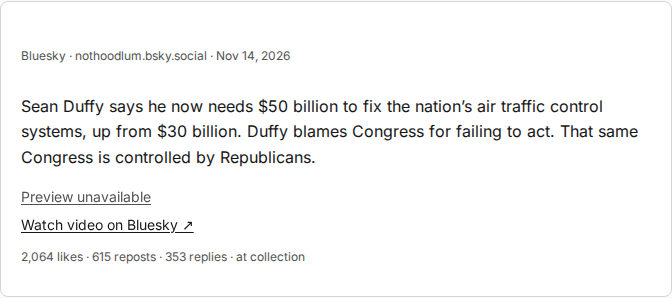 Bluesky · nothoodlum.bsky.social · Nov 14, 2026
Sean Duffy says he now needs $50 billion to fix the nation’s air traffic control
systems, up from $30 billion. Duffy blames Congress for failing to act. That same
Congress is controlled by Republicans.
Preview unavailable
Watch video on Bluesky ↗
2,064 likes · 615 reposts · 353 replies · at collection